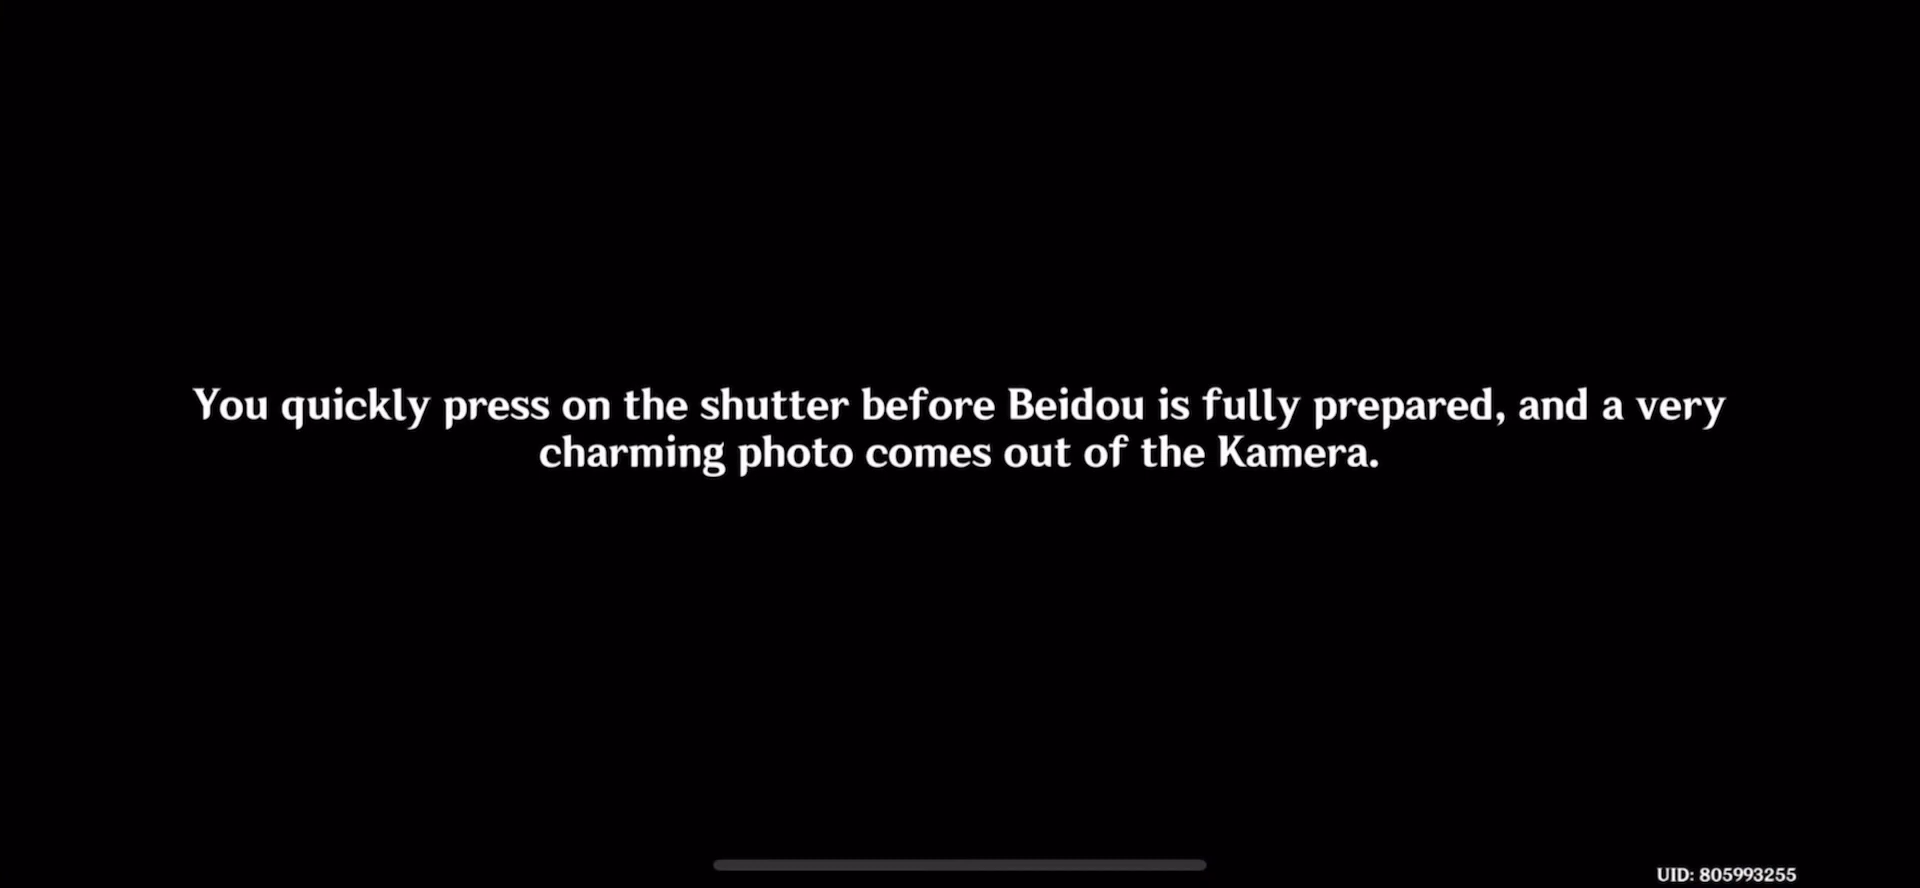 You quickly press on the shutter before Beidou is fully prepared, and a very
charming photo comes out of the Kamera.
UID: 805993255